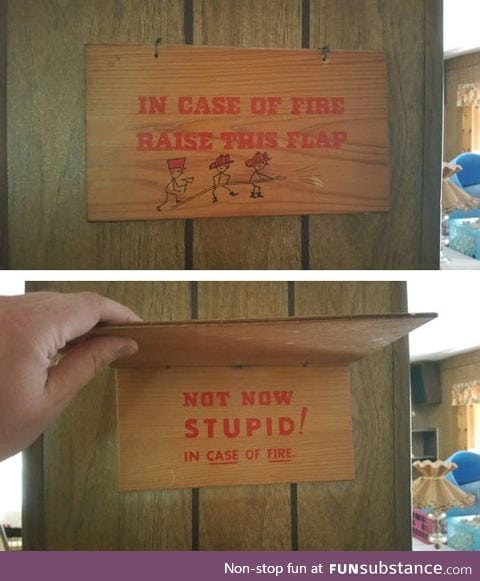 IN CASE OF FIRE
RAISE THIS FLAP
NOT NOW
STUPID!
IN CASE OF FIRE.
Non-stop fun at FUNsubstance.com